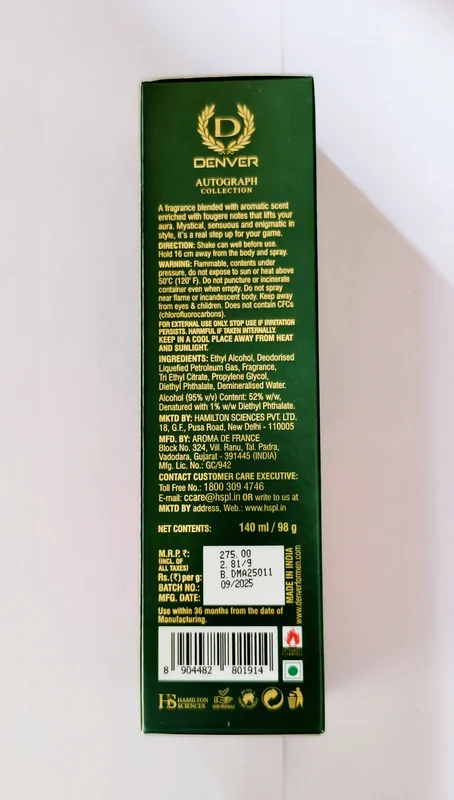 D
DENVER
AUTOGRAPH
COLLECTION
A fragrance blended with aromatic scent
enriched with fougere notes that lifts your
aura. Mystical, sensuous and enigmatic in
style, it's a real step up for your game.
DIRECTION: Shake can well before use.
Hold 16 cm away from the body and spray.
WARNING: Flammable, contents under
pressure, do not expose to sun or heat above
50°C (120° F). Do not puncture or incinerate
container even when empty. Do not spray
near flame or incandescent body. Keep away
from eyes & children. Does not contain CFCs
(chlorofluorocarbons).
FOR EXTERNAL USE ONLY. STOP USE IF IRRITATION
PERSISTS. HARMFUL IF TAKEN INTERNALLY.
KEEP IN A COOL PLACE AWAY FROM HEAT
AND SUNLIGHT.
INGREDIENTS: Ethyl Alcohol, Deodorised
Liquefied Petroleum Gas, Fragrance,
Tri Ethyl Citrate, Propylene Glycol,
Diethyl Phthalate, Demineralised Water.
Alcohol (95% v/v) Content: 52% w/w,
Denatured with 1% w/w Diethyl Phthalate.
MKTD BY: HAMILTON SCIENCES PVT. LTD.
18, G.F., Pusa Road, New Delhi - 110005
MFD. BY: AROMA DE FRANCE
Block No. 324, Vill. Ranu, Tal. Padra,
Vadodara, Gujarat - 391445 (INDIA)
Mfg. Lic. No.: GC/942
CONTACT CUSTOMER CARE EXECUTIVE:
Toll Free No.: 1800 309 4746
E-mail: ccare@hspl.in OR write to us at
MKTD BY address, Web.: www.hspl.in
NET CONTENTS: 140 ml / 98 g
M.R.P. ₹: 275.00
(INCL. OF
ALL TAXES)
Rs. (₹) per g: 2.81/9
BATCH NO.: B.DMA25011
MFG. DATE: 09/2025
MADE IN INDIA
www.denverformen.com
Use within 36 months from the date of
Manufacturing.
8 904482 801914
HS HAMILTON
SCIENCES